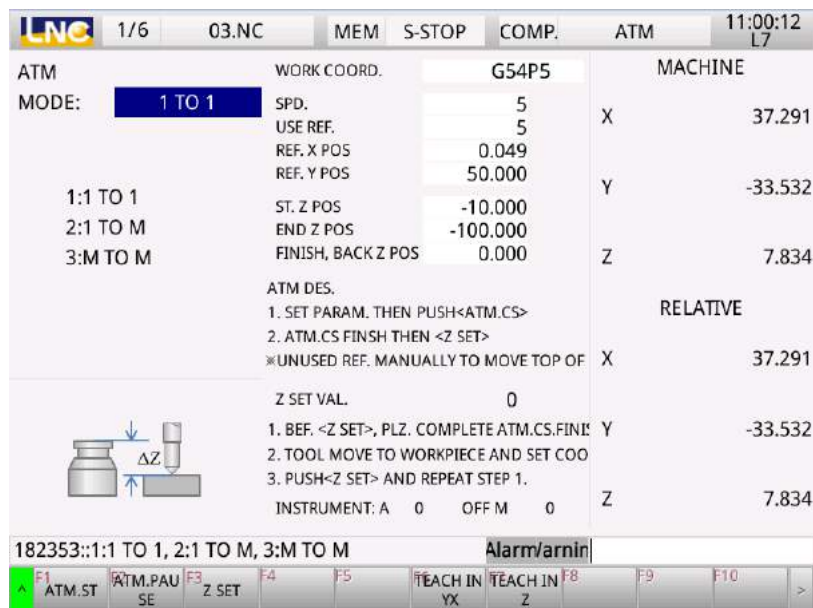 LNC 1/6 03.NC MEM S-STOP COMP. ATM 11:00:12
L7
ATM
MODE: 1 TO 1
1:1 TO 1
2:1 TO M
3:M TO M
ΔZ
WORK COORD. G54P5
SPD. 5
USE REF. 5
REF. X POS 0.049
REF. Y POS 50.000
ST. Z POS -10.000
END Z POS -100.000
FINISH, BACK Z POS 0.000
ATM DES.
1. SET PARAM. THEN PUSH<ATM.CS>
2. ATM.CS FINSH THEN <Z SET>
※UNUSED REF. MANUALLY TO MOVE TOP OF
Z SET VAL. 0
1. BEF. <Z SET>, PLZ. COMPLETE ATM.CS.FINIS
2. TOOL MOVE TO WORKPIECE AND SET COO
3. PUSH<Z SET> AND REPEAT STEP 1.
INSTRUMENT: A 0 OFF M 0
MACHINE
X 37.291
Y -33.532
Z 7.834
RELATIVE
X 37.291
Y -33.532
Z 7.834
182353::1:1 TO 1, 2:1 TO M, 3:M TO M Alarm/arnin
^ F1 ATM.ST ATM.PAU
SE F3 Z SET F4 F5 TEACH IN
YX TEACH IN
Z F8 F9 F10 >